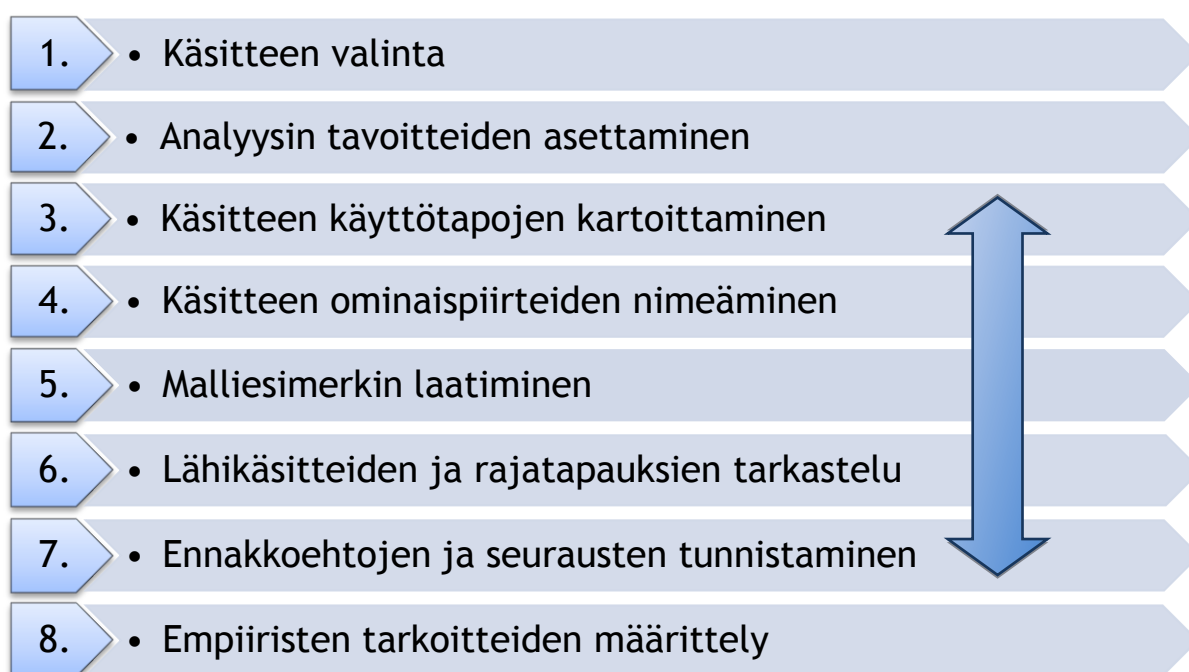 1. • Käsitteen valinta
2. • Analyysin tavoitteiden asettaminen
3. • Käsitteen käyttötapojen kartoittaminen
4. • Käsitteen ominaispiirteiden nimeäminen
5. • Malliesimerkin laatiminen
6. • Lähikäsitteiden ja rajatapauksien tarkastelu
7. • Ennakkoehtojen ja seurausten tunnistaminen
8. • Empiiristen tarkoitteiden määrittely